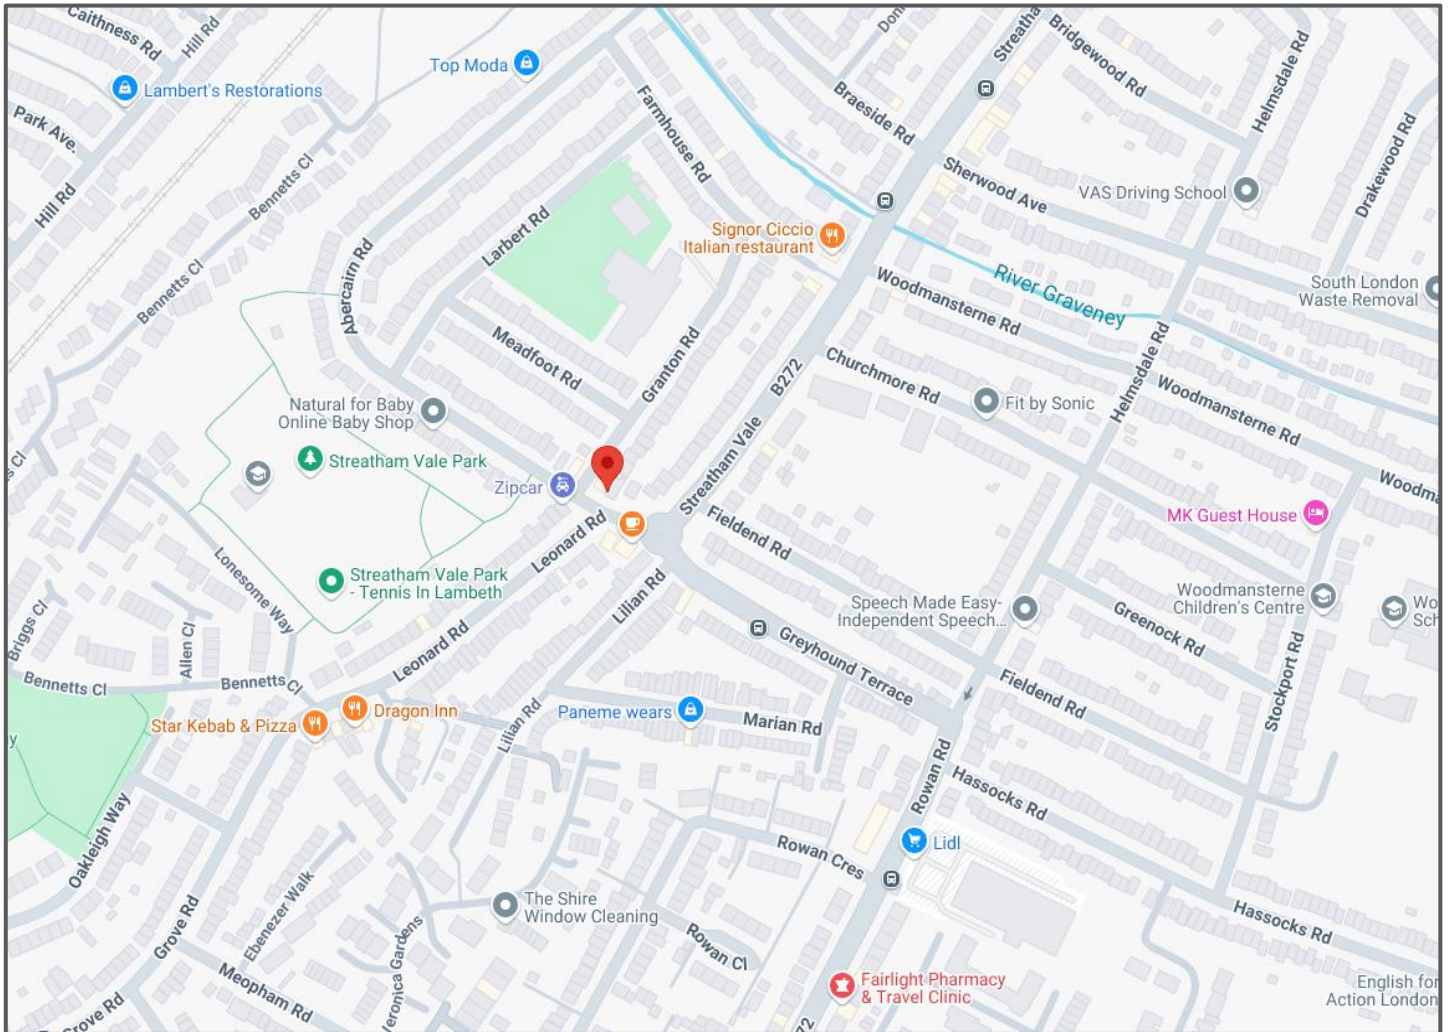 Caithness Rd
Hill Rd
Top Moda
Lambert's Restorations
Park Ave.
Hill Rd
Bennetts Cl
Bennetts Cl
Farmhouse Rd
Braeside Rd
Bridgewood Rd
Helmsdale Rd
Drakewood Rd
Sherwood Ave
VAS Driving School
Signor Ciccio
Italian restaurant
Larbert Rd
Abercairn Rd
South London
Waste Removal
River Graveney
Woodmansterne Rd
Meadfoot Rd
Granton Rd
B272
Churchmore Rd
Helmsdale Rd
Woodmansterne Rd
Natural for Baby
Online Baby Shop
Fit by Sonic
Streatham Vale Park
Streatham Vale
Zipcar
MK Guest House
Leonard Rd
Fieldend Rd
Lonesome Way
Streatham Vale Park
- Tennis In Lambeth
Lilian Rd
Speech Made Easy-
Independent Speech...
Woodmansterne
Children's Centre
Greenock Rd
Briggs Cl
Allen Cl
Leonard Rd
Greyhound Terrace
Stockport Rd
Bennetts Cl
Bennetts Cl
Fieldend Rd
Star Kebab & Pizza
Dragon Inn
Lilian Rd
Paneme wears
Marian Rd
Rowan Rd
Hassocks Rd
Oakleigh Way
Rowan Cres
Lidl
The Shire
Window Cleaning
Ebenezer Walk
Grove Rd
Hassocks Rd
Rowan Cl
Veronica Gardens
Meopham Rd
Fairlight Pharmacy
& Travel Clinic
English for
Action London
Grove Rd